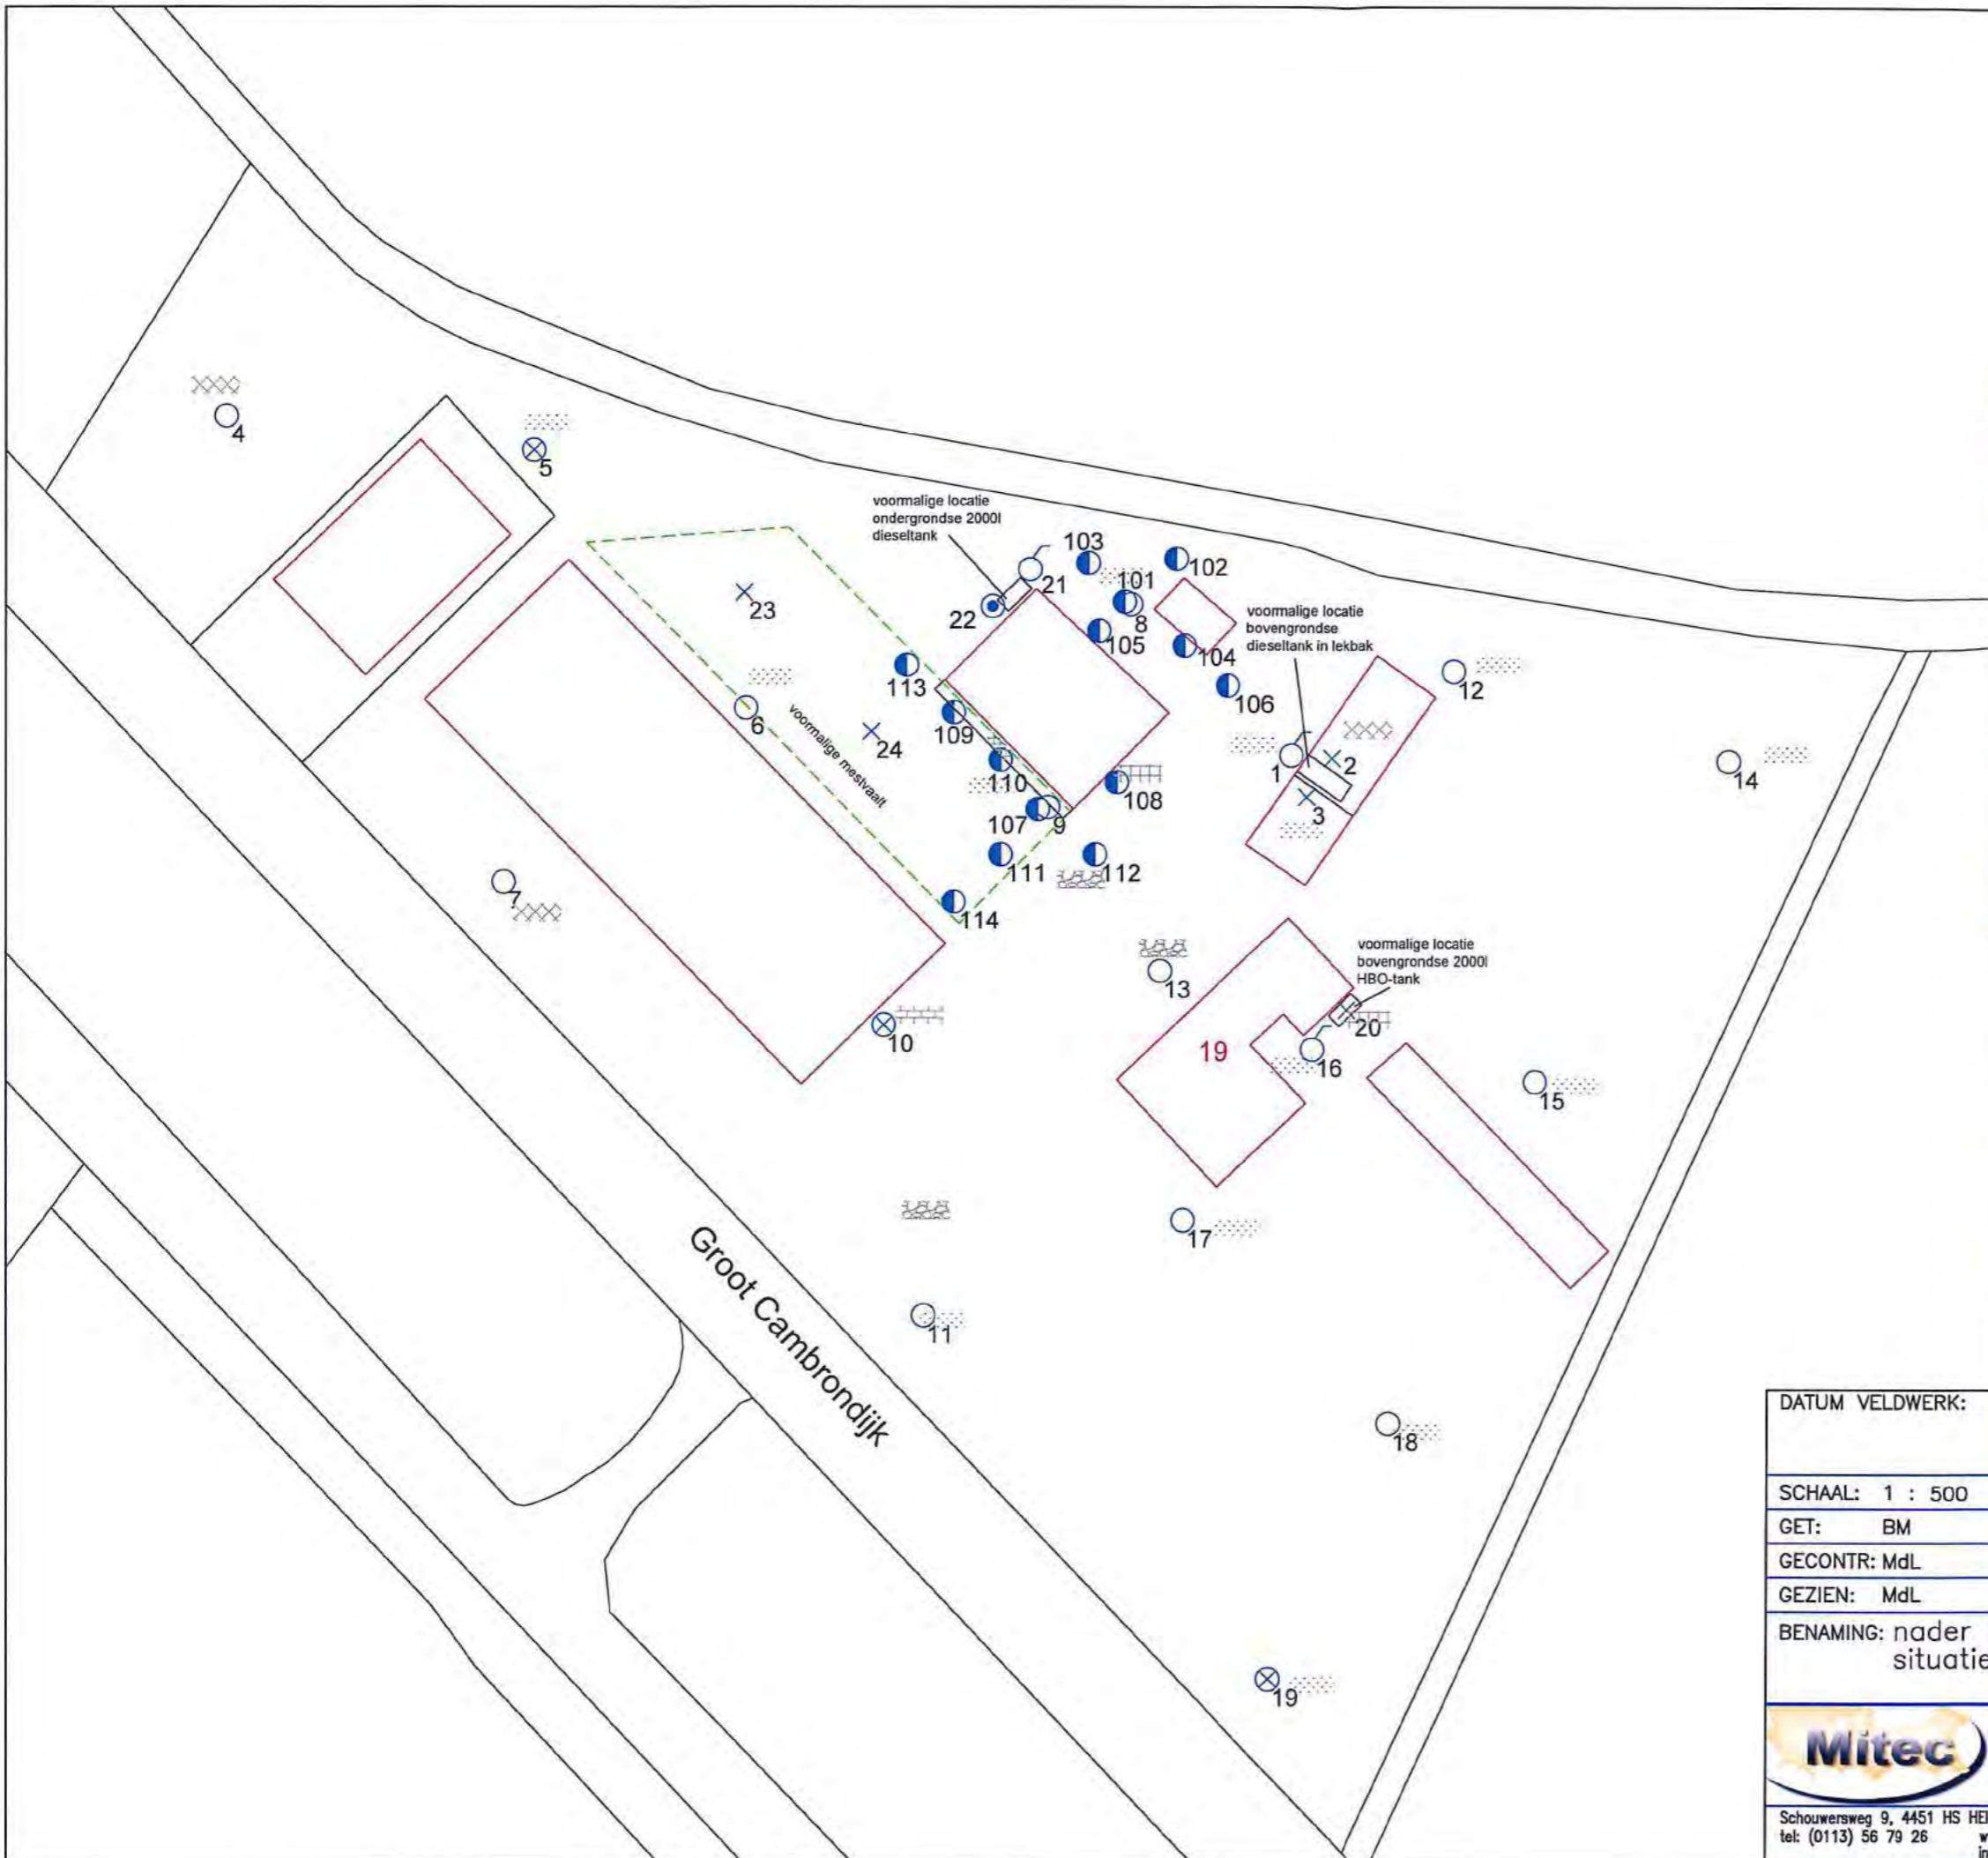 4
5
voormalige locatie
ondergrondse 2000l
dieseltank
103
102
21
101
8
22
23
105
104
voormalige locatie
bovengrondse
dieseltank in lekbak
113
106
12
6
109
24
voormalige mestvaalt
110
1
2
14
108
3
107
9
7
111
112
114
voormalige locatie
bovengrondse 2000l
HBO-tank
13
10
20
19
16
15
17
Groot Cambrondijk
11
18
19
DATUM VELDWERK:
SCHAAL: 1 : 500
GET: BM
GECONTR: MdL
GEZIEN: MdL
BENAMING: nader
situatie
Mitec
Schouwersweg 9, 4451 HS HEI
tel: (0113) 56 79 26